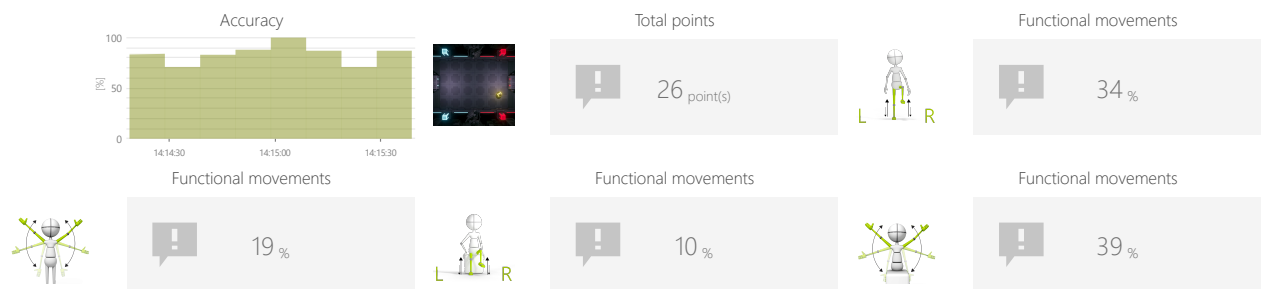 Accuracy
100
[%]
50
0
14:14:30 14:15:00 14:15:30
Total points
26 point(s)
Functional movements
L R
34 %
Functional movements
19 %
Functional movements
L R
10 %
Functional movements
39 %